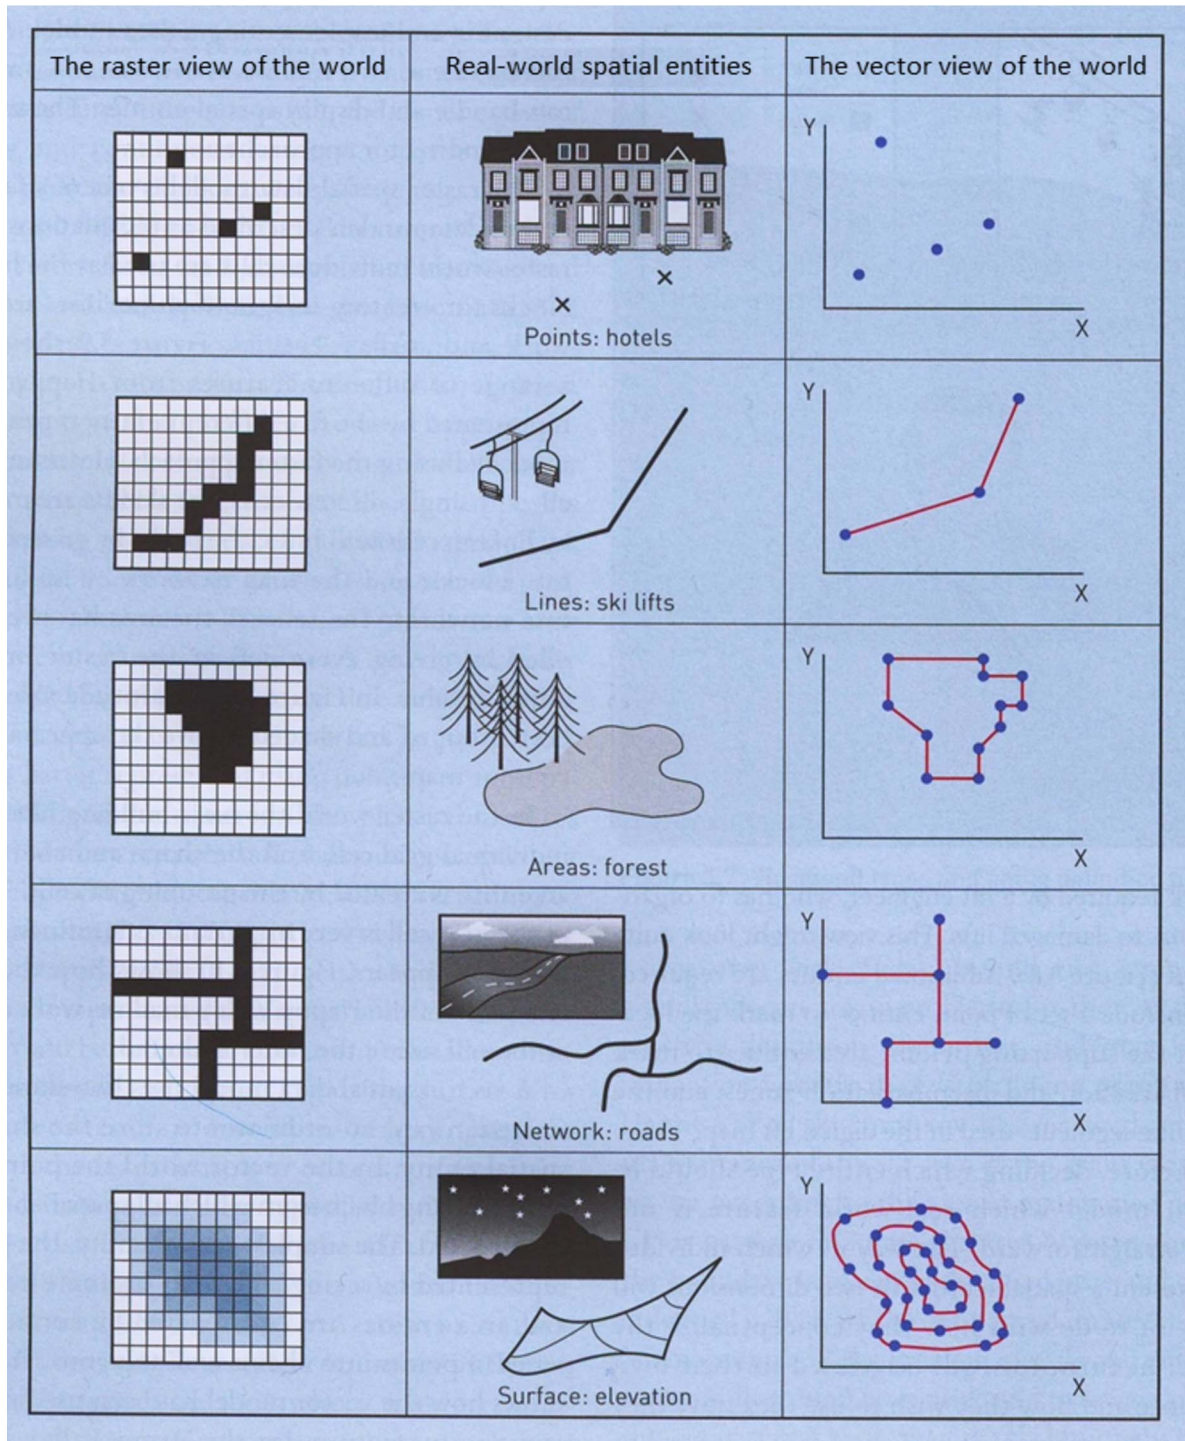 The raster view of the world
Real-world spatial entities
The vector view of the world
Y
X
Points: hotels
Y
X
Lines: ski lifts
Y
X
Areas: forest
Y
X
Network: roads
Y
X
Surface: elevation